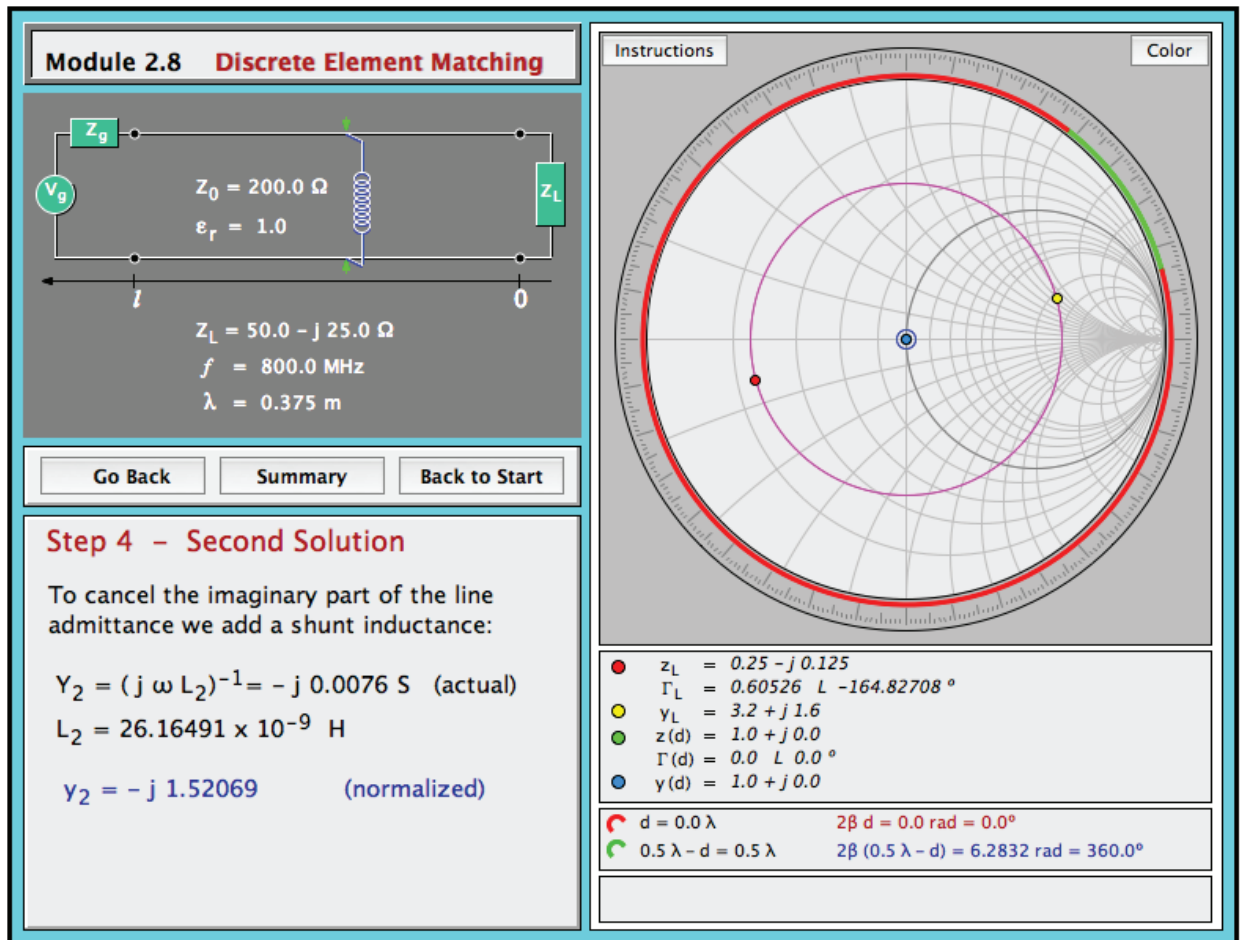 Module 2.8 Discrete Element Matching
Zg
Vg
Z0 = 200.0 Ω
εr = 1.0
ZL
l
0
ZL = 50.0 – j 25.0 Ω
f = 800.0 MHz
λ = 0.375 m
Go Back
Summary
Back to Start
Step 4 – Second Solution
To cancel the imaginary part of the line
admittance we add a shunt inductance:
Y2 = ( j ω L2)^–1 = – j 0.0076 S (actual)
L2 = 26.16491 x 10^–9 H
y2 = – j 1.52069 (normalized)
Instructions
Color
zL = 0.25 – j 0.125
ΓL = 0.60526 L –164.82708 º
yL = 3.2 + j 1.6
z(d) = 1.0 + j 0.0
Γ(d) = 0.0 L 0.0 º
y(d) = 1.0 + j 0.0
d = 0.0 λ 2β d = 0.0 rad = 0.0º
0.5 λ – d = 0.5 λ 2β (0.5 λ – d) = 6.2832 rad = 360.0º